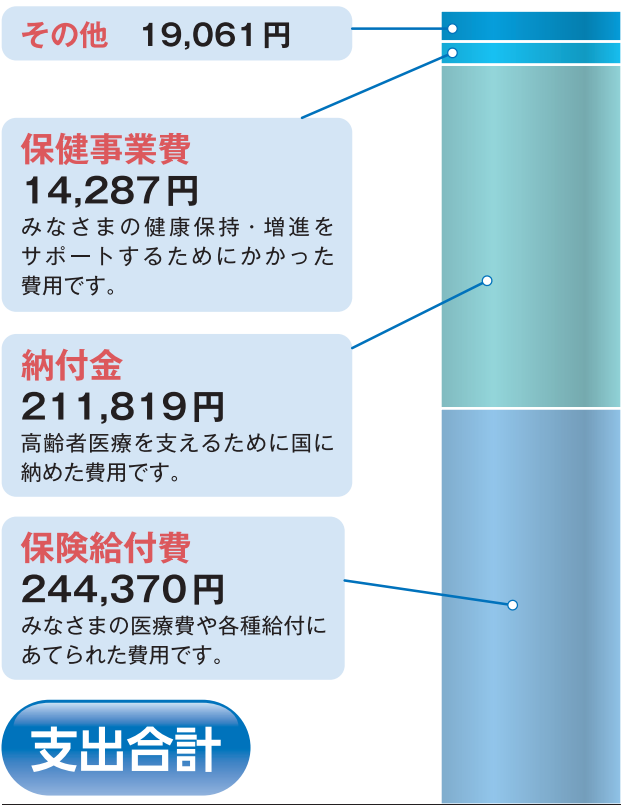 その他 19,061円
保健事業費
14,287円
みなさまの健康保持・増進を
サポートするためにかかった
費用です。
納付金
211,819円
高齢者医療を支えるために国に
納めた費用です。
保険給付費
244,370円
みなさまの医療費や各種給付に
あてられた費用です。
支出合計